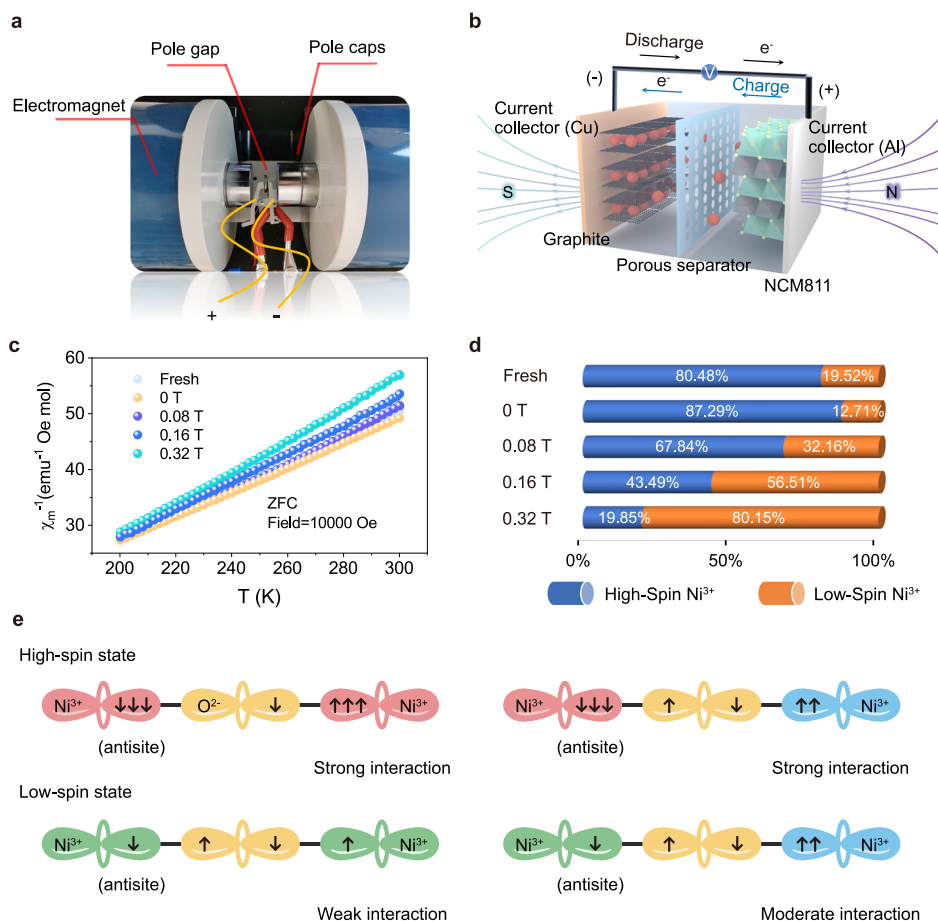 a
Pole gap
Pole caps
Electromagnet
+
-
b
Discharge
e-
(-)
e-
V
Charge
(+)
Current
collector (Cu)
Current
collector (Al)
S
N
Graphite
Porous separator
NCM811
c
60
50
40
30
χm-1(emu-1 Oe mol)
Fresh
0 T
0.08 T
0.16 T
0.32 T
ZFC
Field=10000 Oe
200
220
240
260
280
300
T (K)
d
Fresh
80.48%
19.52%
0 T
87.29%
12.71%
0.08 T
67.84%
32.16%
0.16 T
43.49%
56.51%
0.32 T
19.85%
80.15%
0%
50%
100%
High-Spin Ni3+
Low-Spin Ni3+
e
High-spin state
Ni3+ ↓↓↓ O2- ↓ ↑↑↑ Ni3+
(antisite)
Strong interaction
Ni3+ ↓↓↓ ↑ ↓ ↑↑ Ni3+
(antisite)
Strong interaction
Low-spin state
Ni3+ ↓ ↑ ↓ ↑ Ni3+
(antisite)
Weak interaction
Ni3+ ↓ ↑ ↓ ↑↑ Ni3+
(antisite)
Moderate interaction